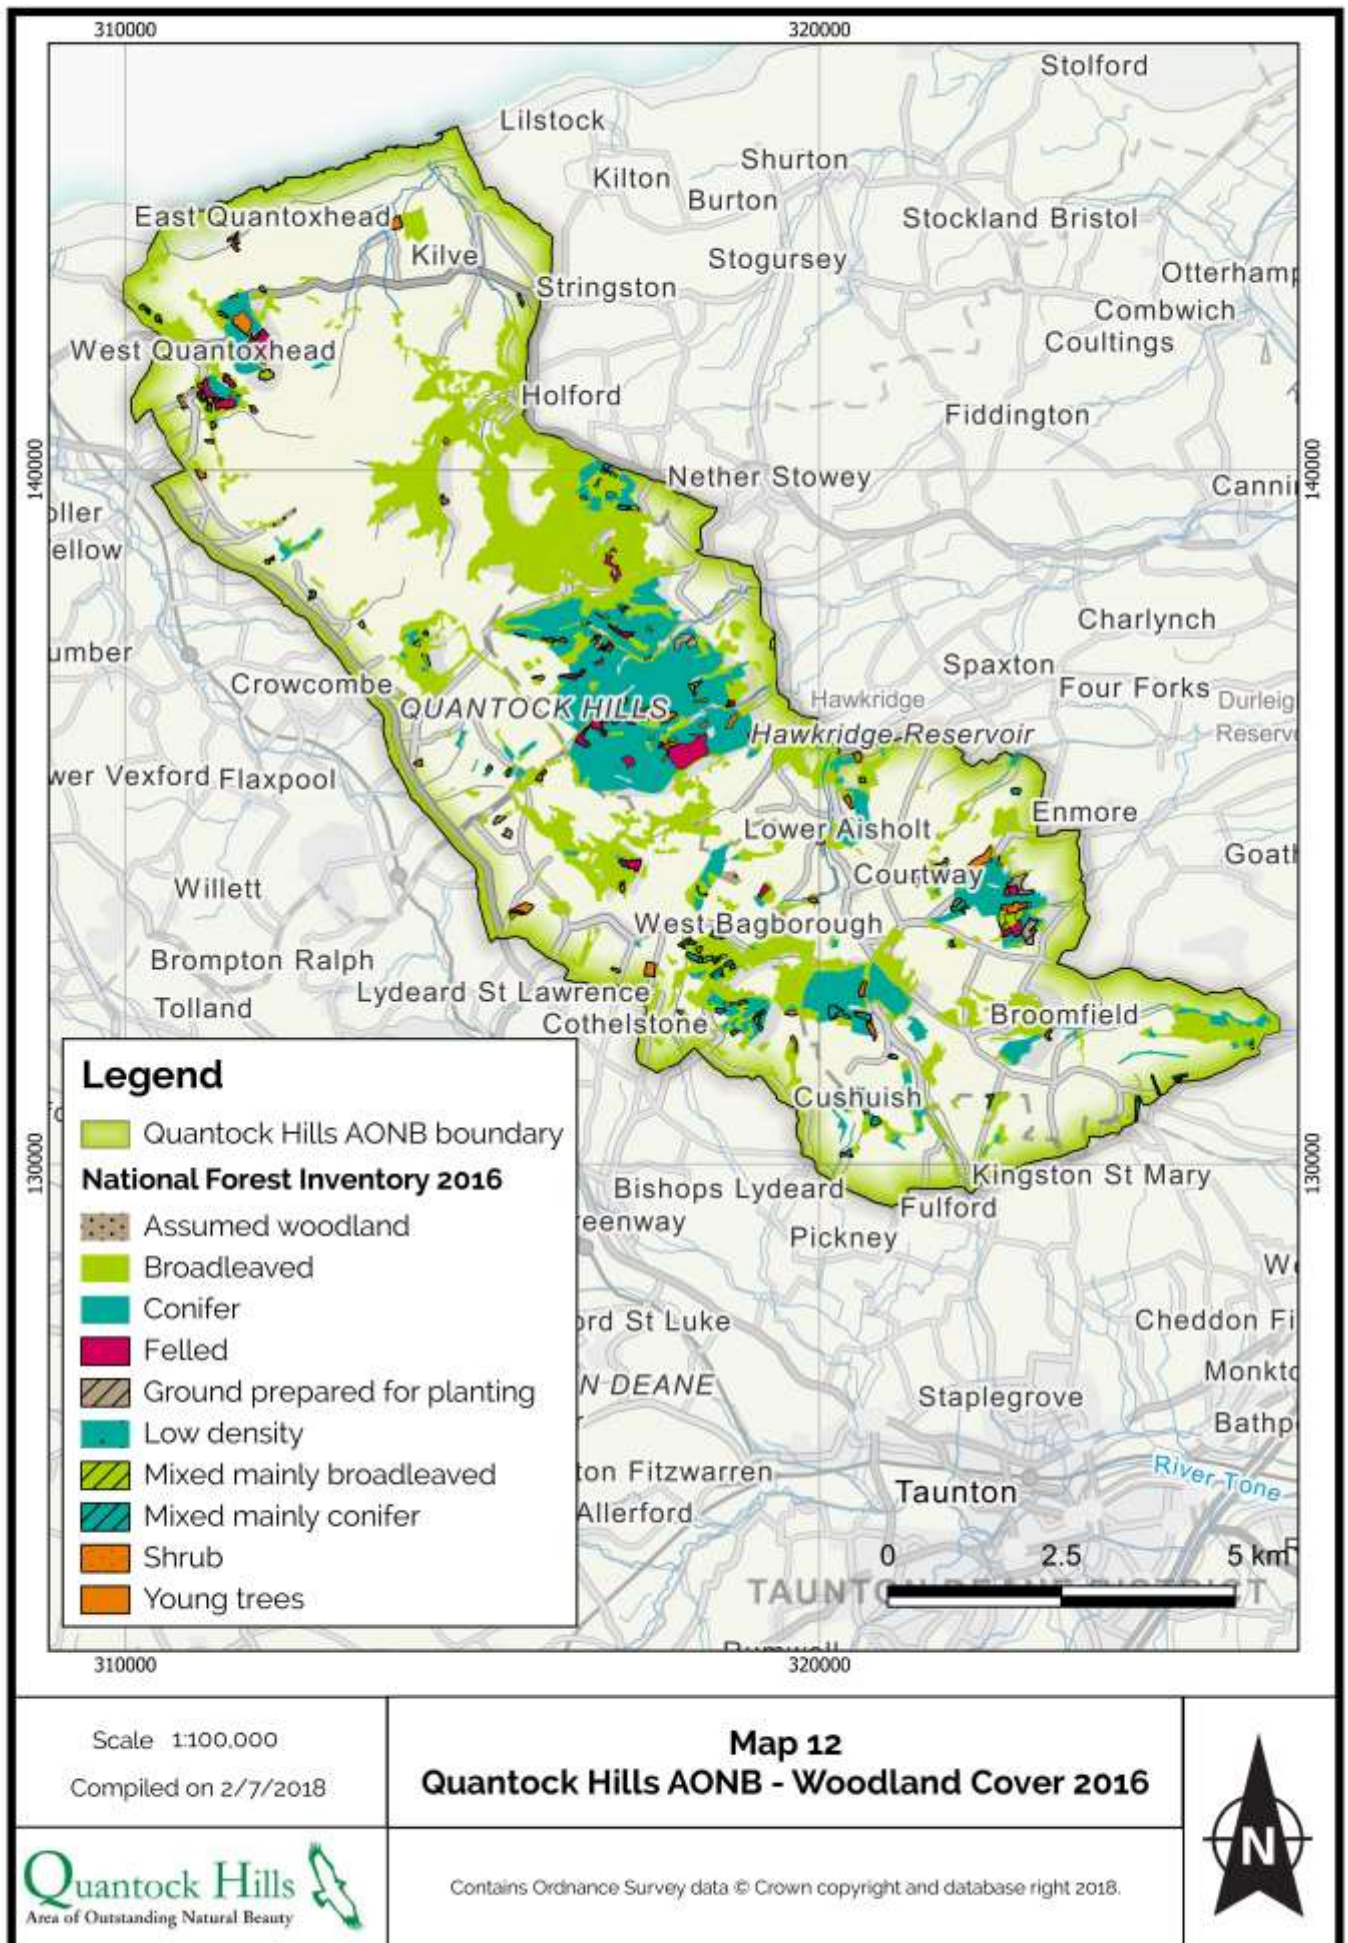 310000
320000
Stolford
Lilstock
Shurton
Kilton
Burton
East Quantoxhead
Stockland Bristol
Kilve
Stogursey
Otterhamp
Stringston
Combwich
Coultings
West Quantoxhead
Holford
Fiddington
140000
140000
Nether Stowey
Canni
oller
ellow
Charlynch
umber
Spaxton
Crowcombe
Four Forks
Hawkridge
Durleig
QUANTOCK HILLS
Reserv
Hawkridge Reservoir
wer Vexford
Flaxpool
Enmore
Lower Aisholt
Goath
Courtway
Willett
West Bagborough
Brompton Ralph
Lydeard St Lawrence
Tolland
Cothelstone
Broomfield
Cushuish
Legend
Quantock Hills AONB boundary
National Forest Inventory 2016
Assumed woodland
Broadleaved
Conifer
Felled
Ground prepared for planting
Low density
Mixed mainly broadleaved
Mixed mainly conifer
Shrub
Young trees
130000
130000
Kingston St Mary
Bishops Lydeard
Fulford
reenway
Pickney
We
ord St Luke
Cheddon Fi
Monkto
N DEANE
Staplegrove
Bathp
ton Fitzwarren
River Tone
Taunton
Allerford
0 2.5 5 km
310000
320000
Scale 1:100,000
Compiled on 2/7/2018
Map 12
Quantock Hills AONB - Woodland Cover 2016
N
Quantock Hills
Area of Outstanding Natural Beauty
Contains Ordnance Survey data © Crown copyright and database right 2018.